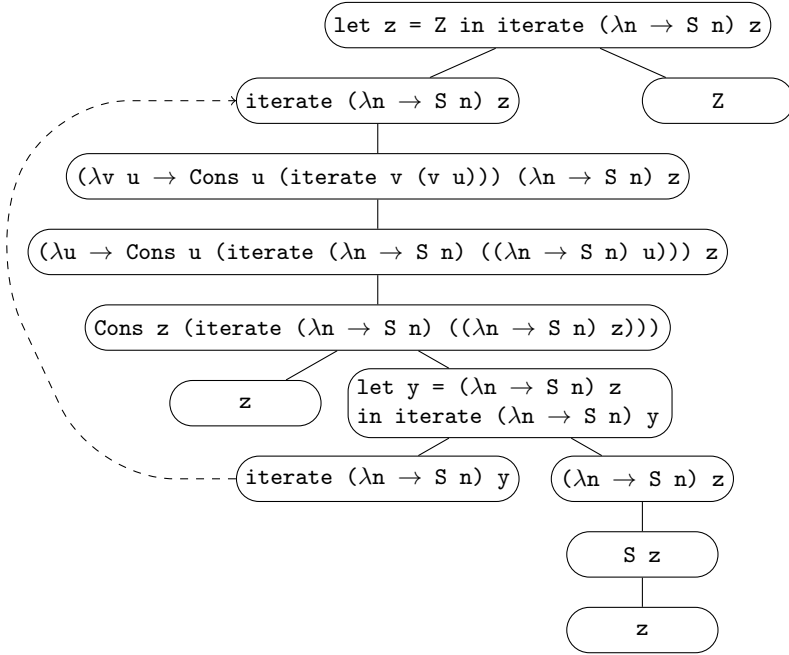 let z = Z in iterate (λn → S n) z
iterate (λn → S n) z
Z
(λv u → Cons u (iterate v (v u))) (λn → S n) z
(λu → Cons u (iterate (λn → S n) ((λn → S n) u))) z
Cons z (iterate (λn → S n) ((λn → S n) z)))
z
let y = (λn → S n) z
in iterate (λn → S n) y
iterate (λn → S n) y
(λn → S n) z
S z
z